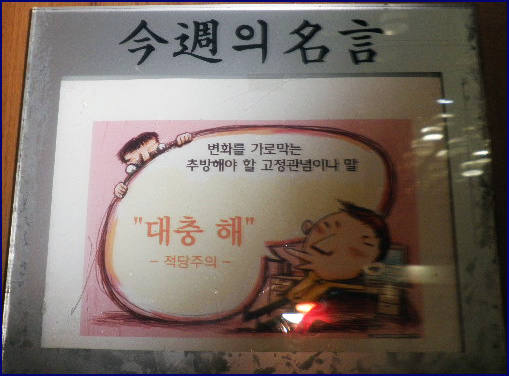 今週의 名言
변화를 가로막는
추방해야 할 고정관념이나 말
"대충 해"
- 적당주의 -